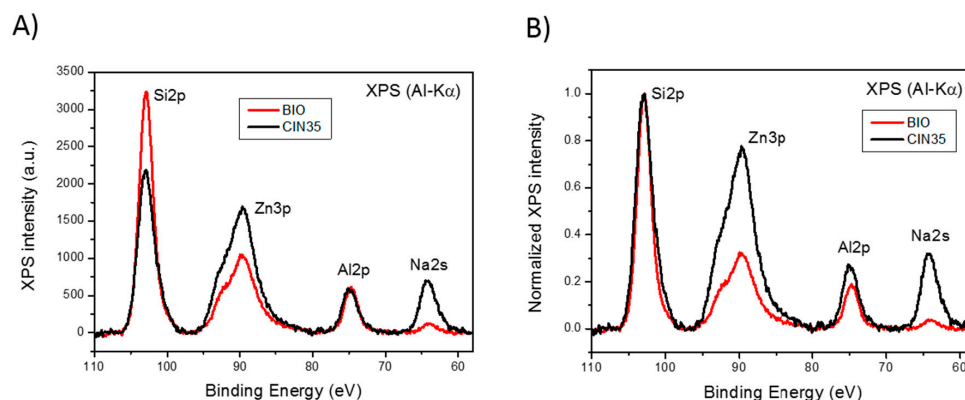 A)
B)
3500
3000
2500
2000
1500
1000
500
0
XPS intensity (a.u.)
Si2p
XPS (Al-Kα)
BIO
CIN35
Zn3p
Al2p
Na2s
110 100 90 80 70 60
Binding Energy (eV)
1.0
0.8
0.6
0.4
0.2
0.0
Normalized XPS intensity
Si2p
XPS (Al-Kα)
BIO
CIN35
Zn3p
Al2p
Na2s
110 100 90 80 70 60
Binding Energy (eV)